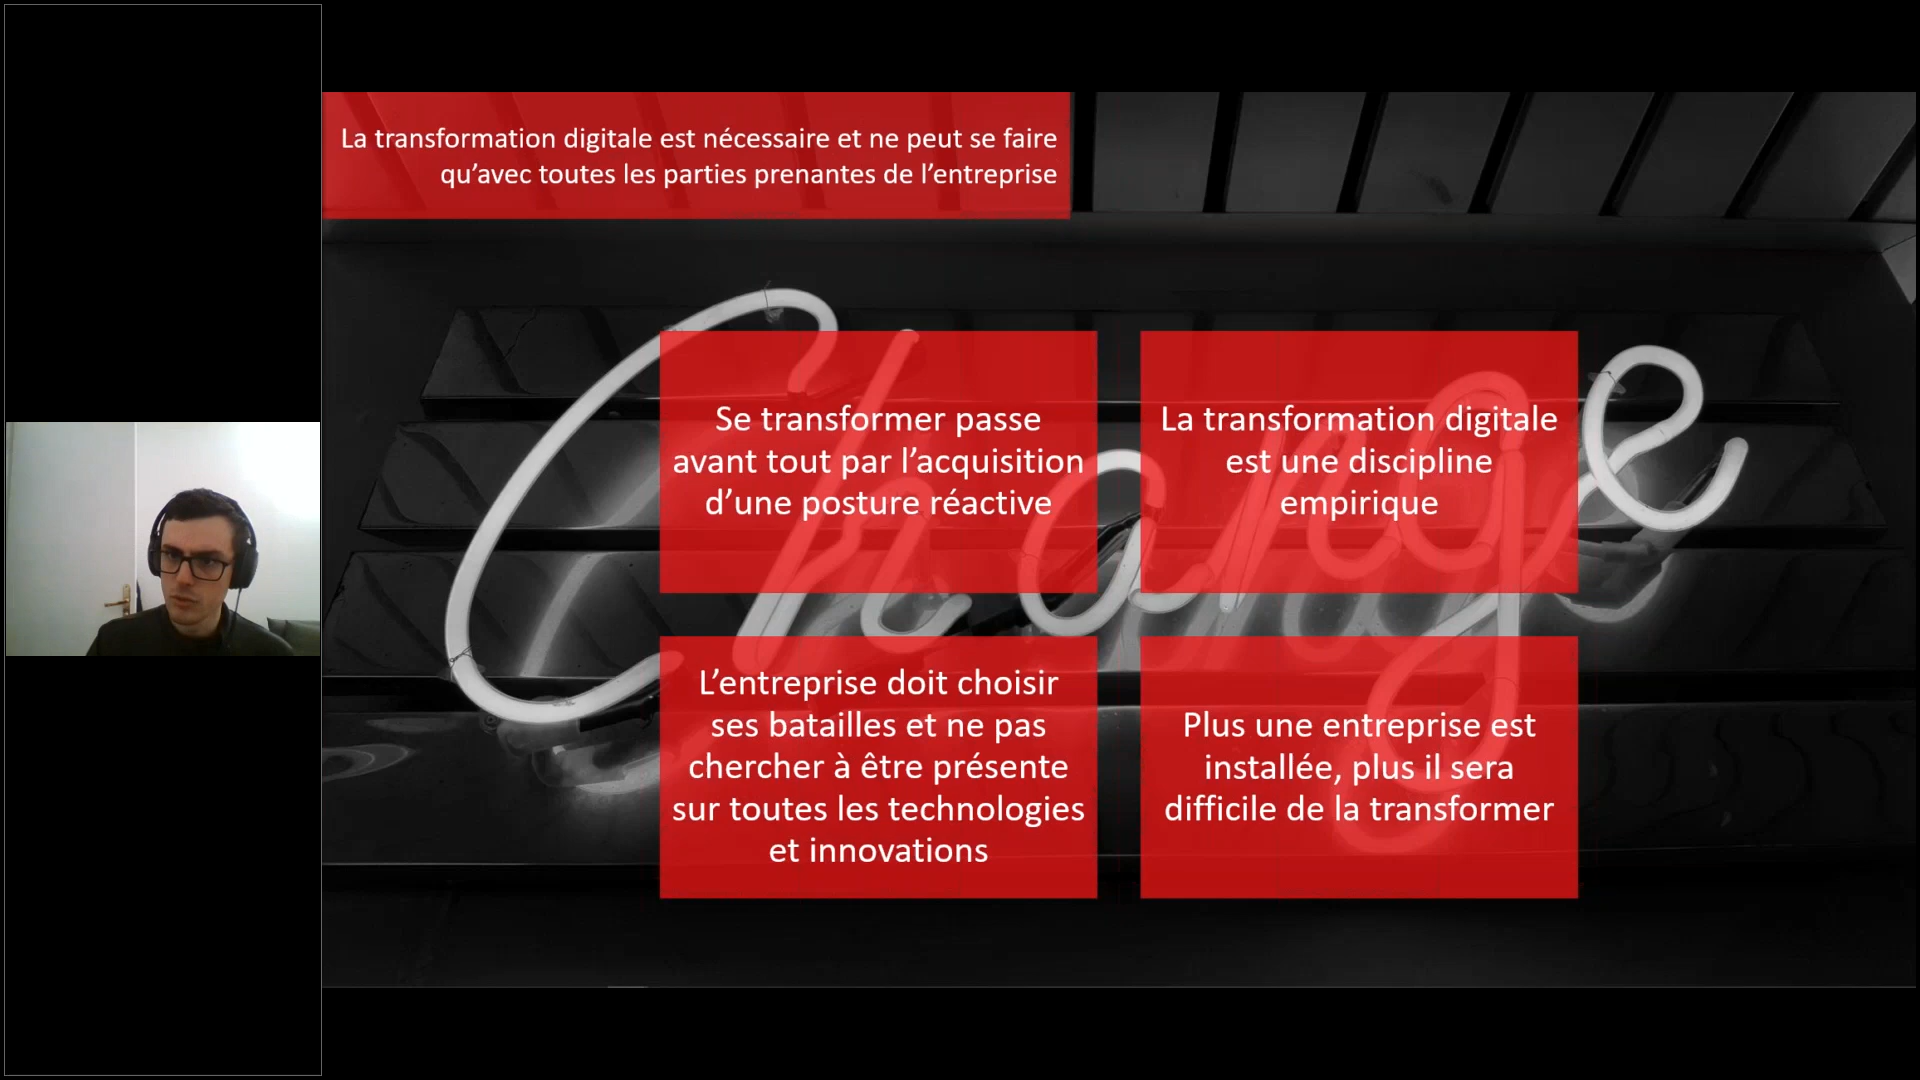 La transformation digitale est nécessaire et ne peut se faire
qu’avec toutes les parties prenantes de l’entreprise
Change
Se transformer passe
avant tout par l’acquisition
d’une posture réactive
La transformation digitale
est une discipline
empirique
L’entreprise doit choisir
ses batailles et ne pas
chercher à être présente
sur toutes les technologies
et innovations
Plus une entreprise est
installée, plus il sera
difficile de la transformer